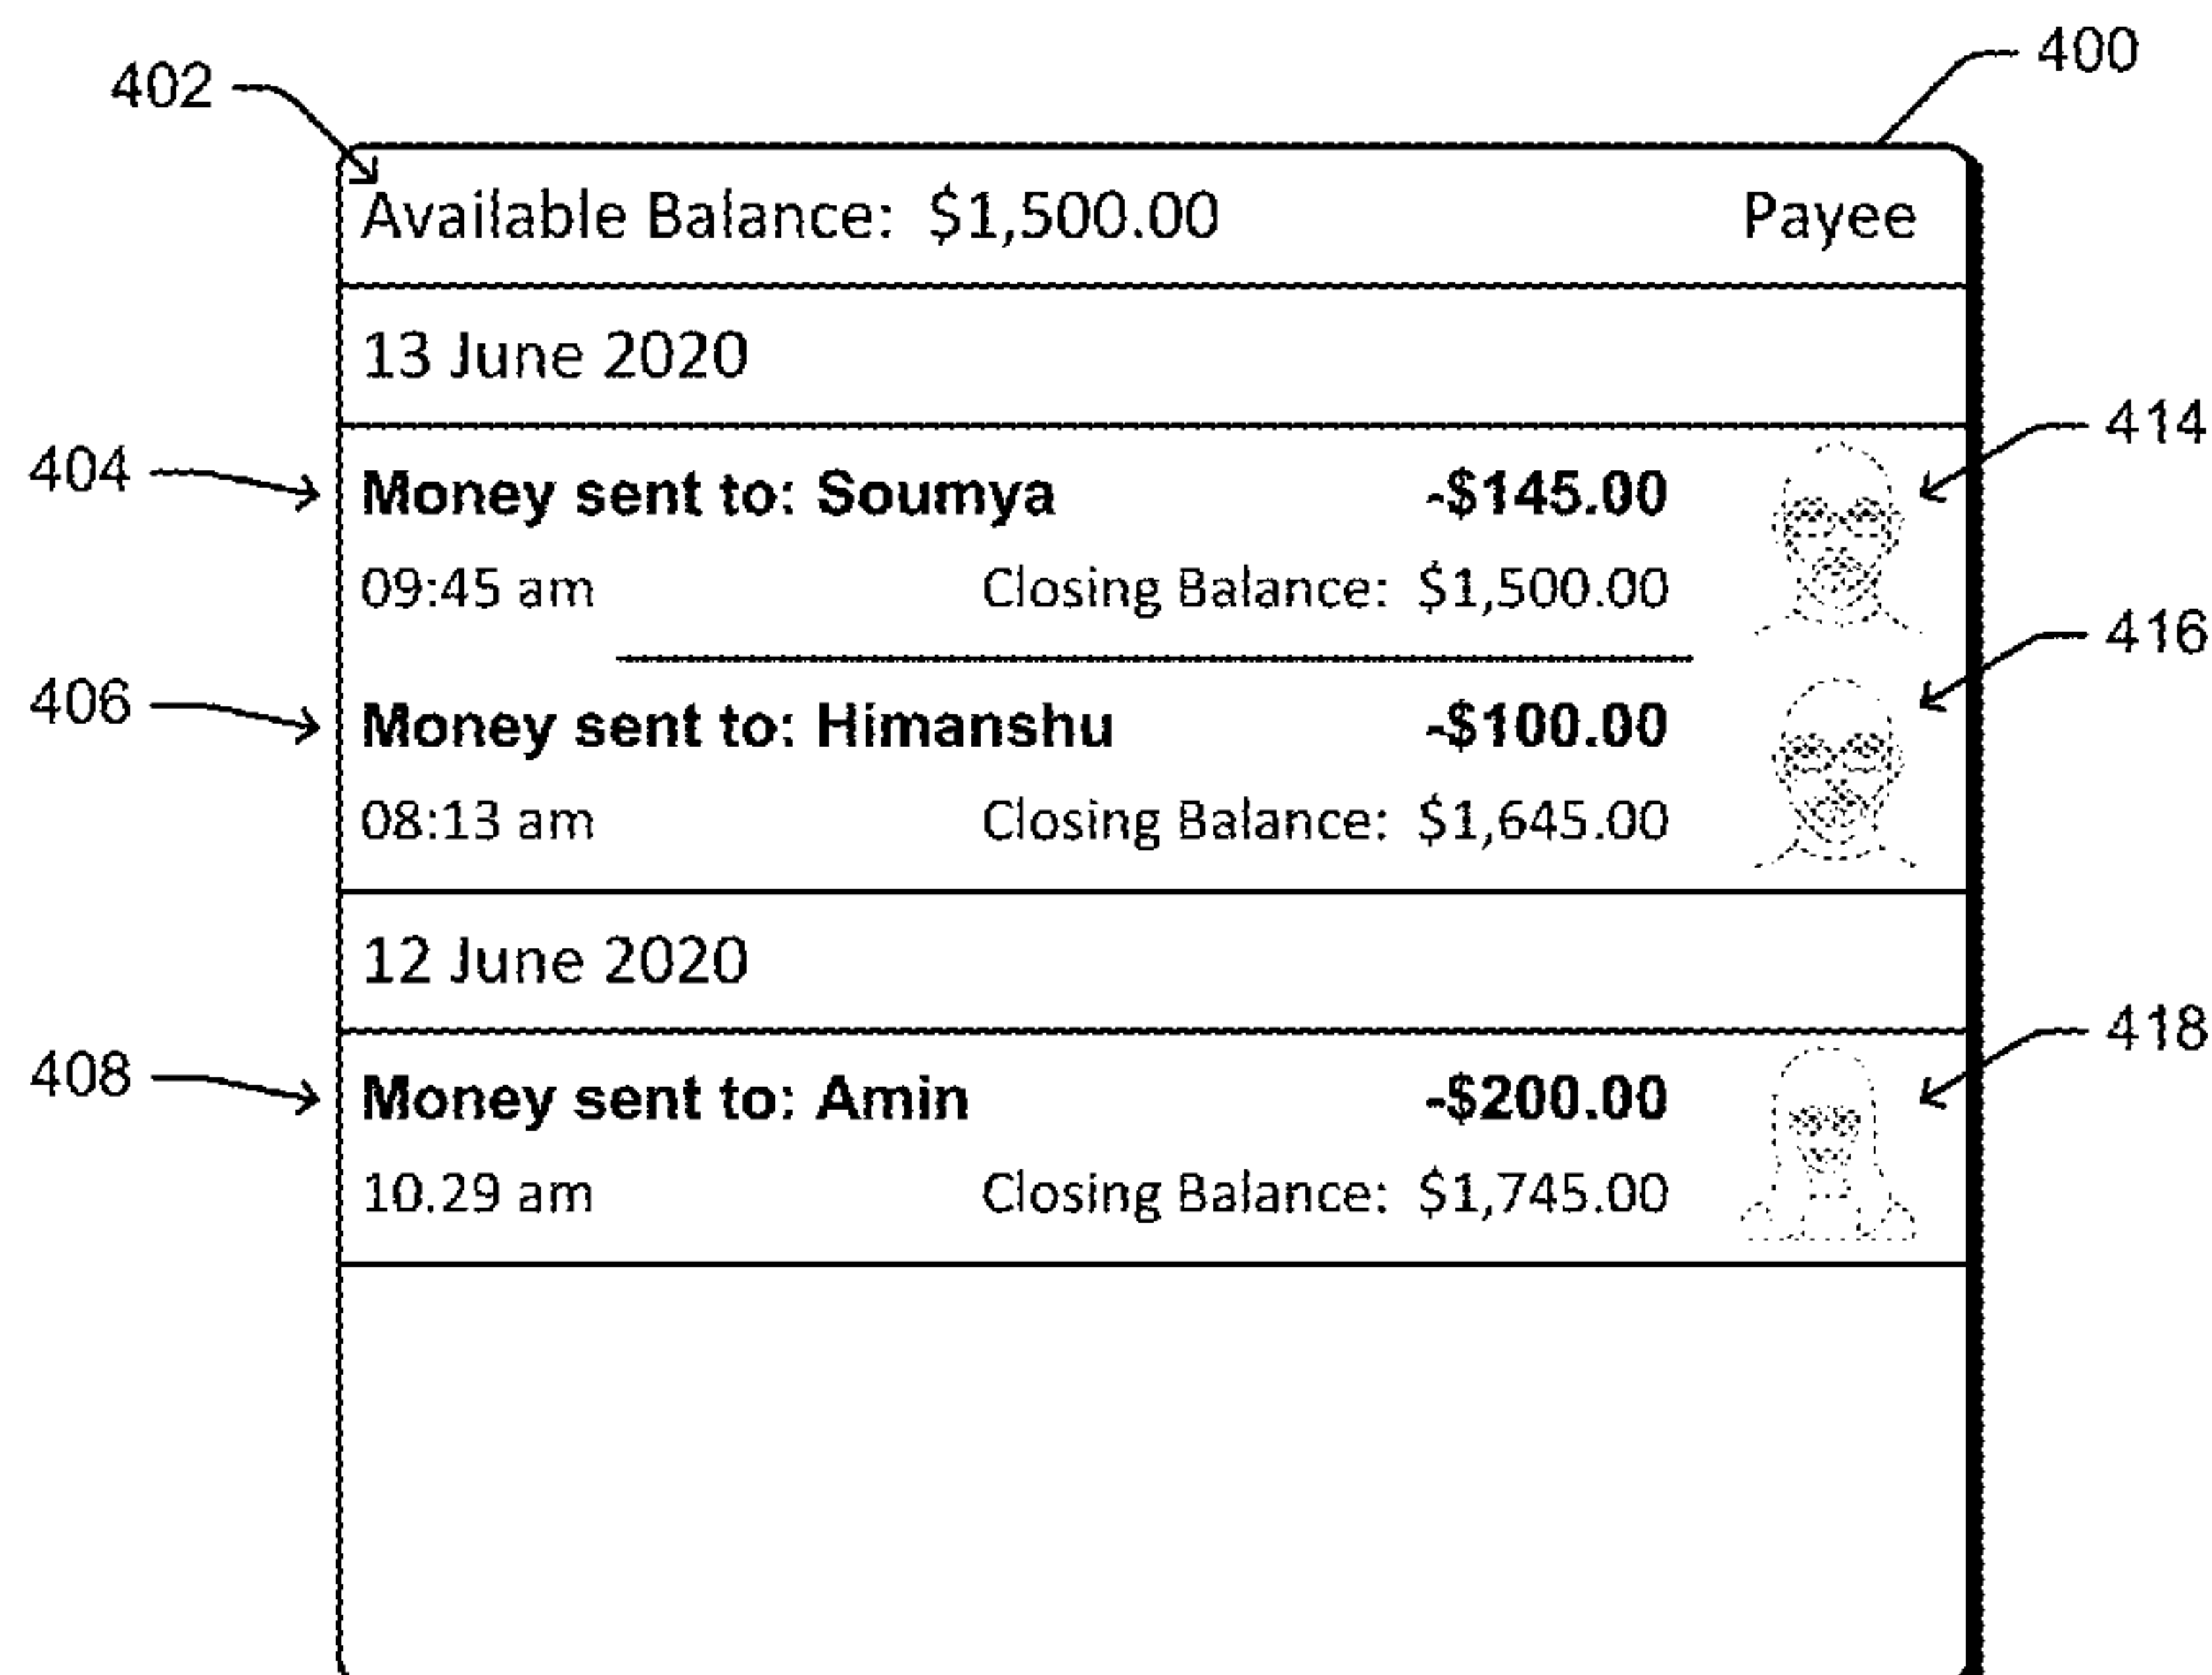 400
402
Available Balance: $1,500.00 Payee
13 June 2020
414
404 Money sent to: Soumya -$145.00
09:45 am Closing Balance: $1,500.00
416
406 Money sent to: Himanshu -$100.00
08:13 am Closing Balance: $1,645.00
12 June 2020
418
408 Money sent to: Amin -$200.00
10.29 am Closing Balance: $1,745.00